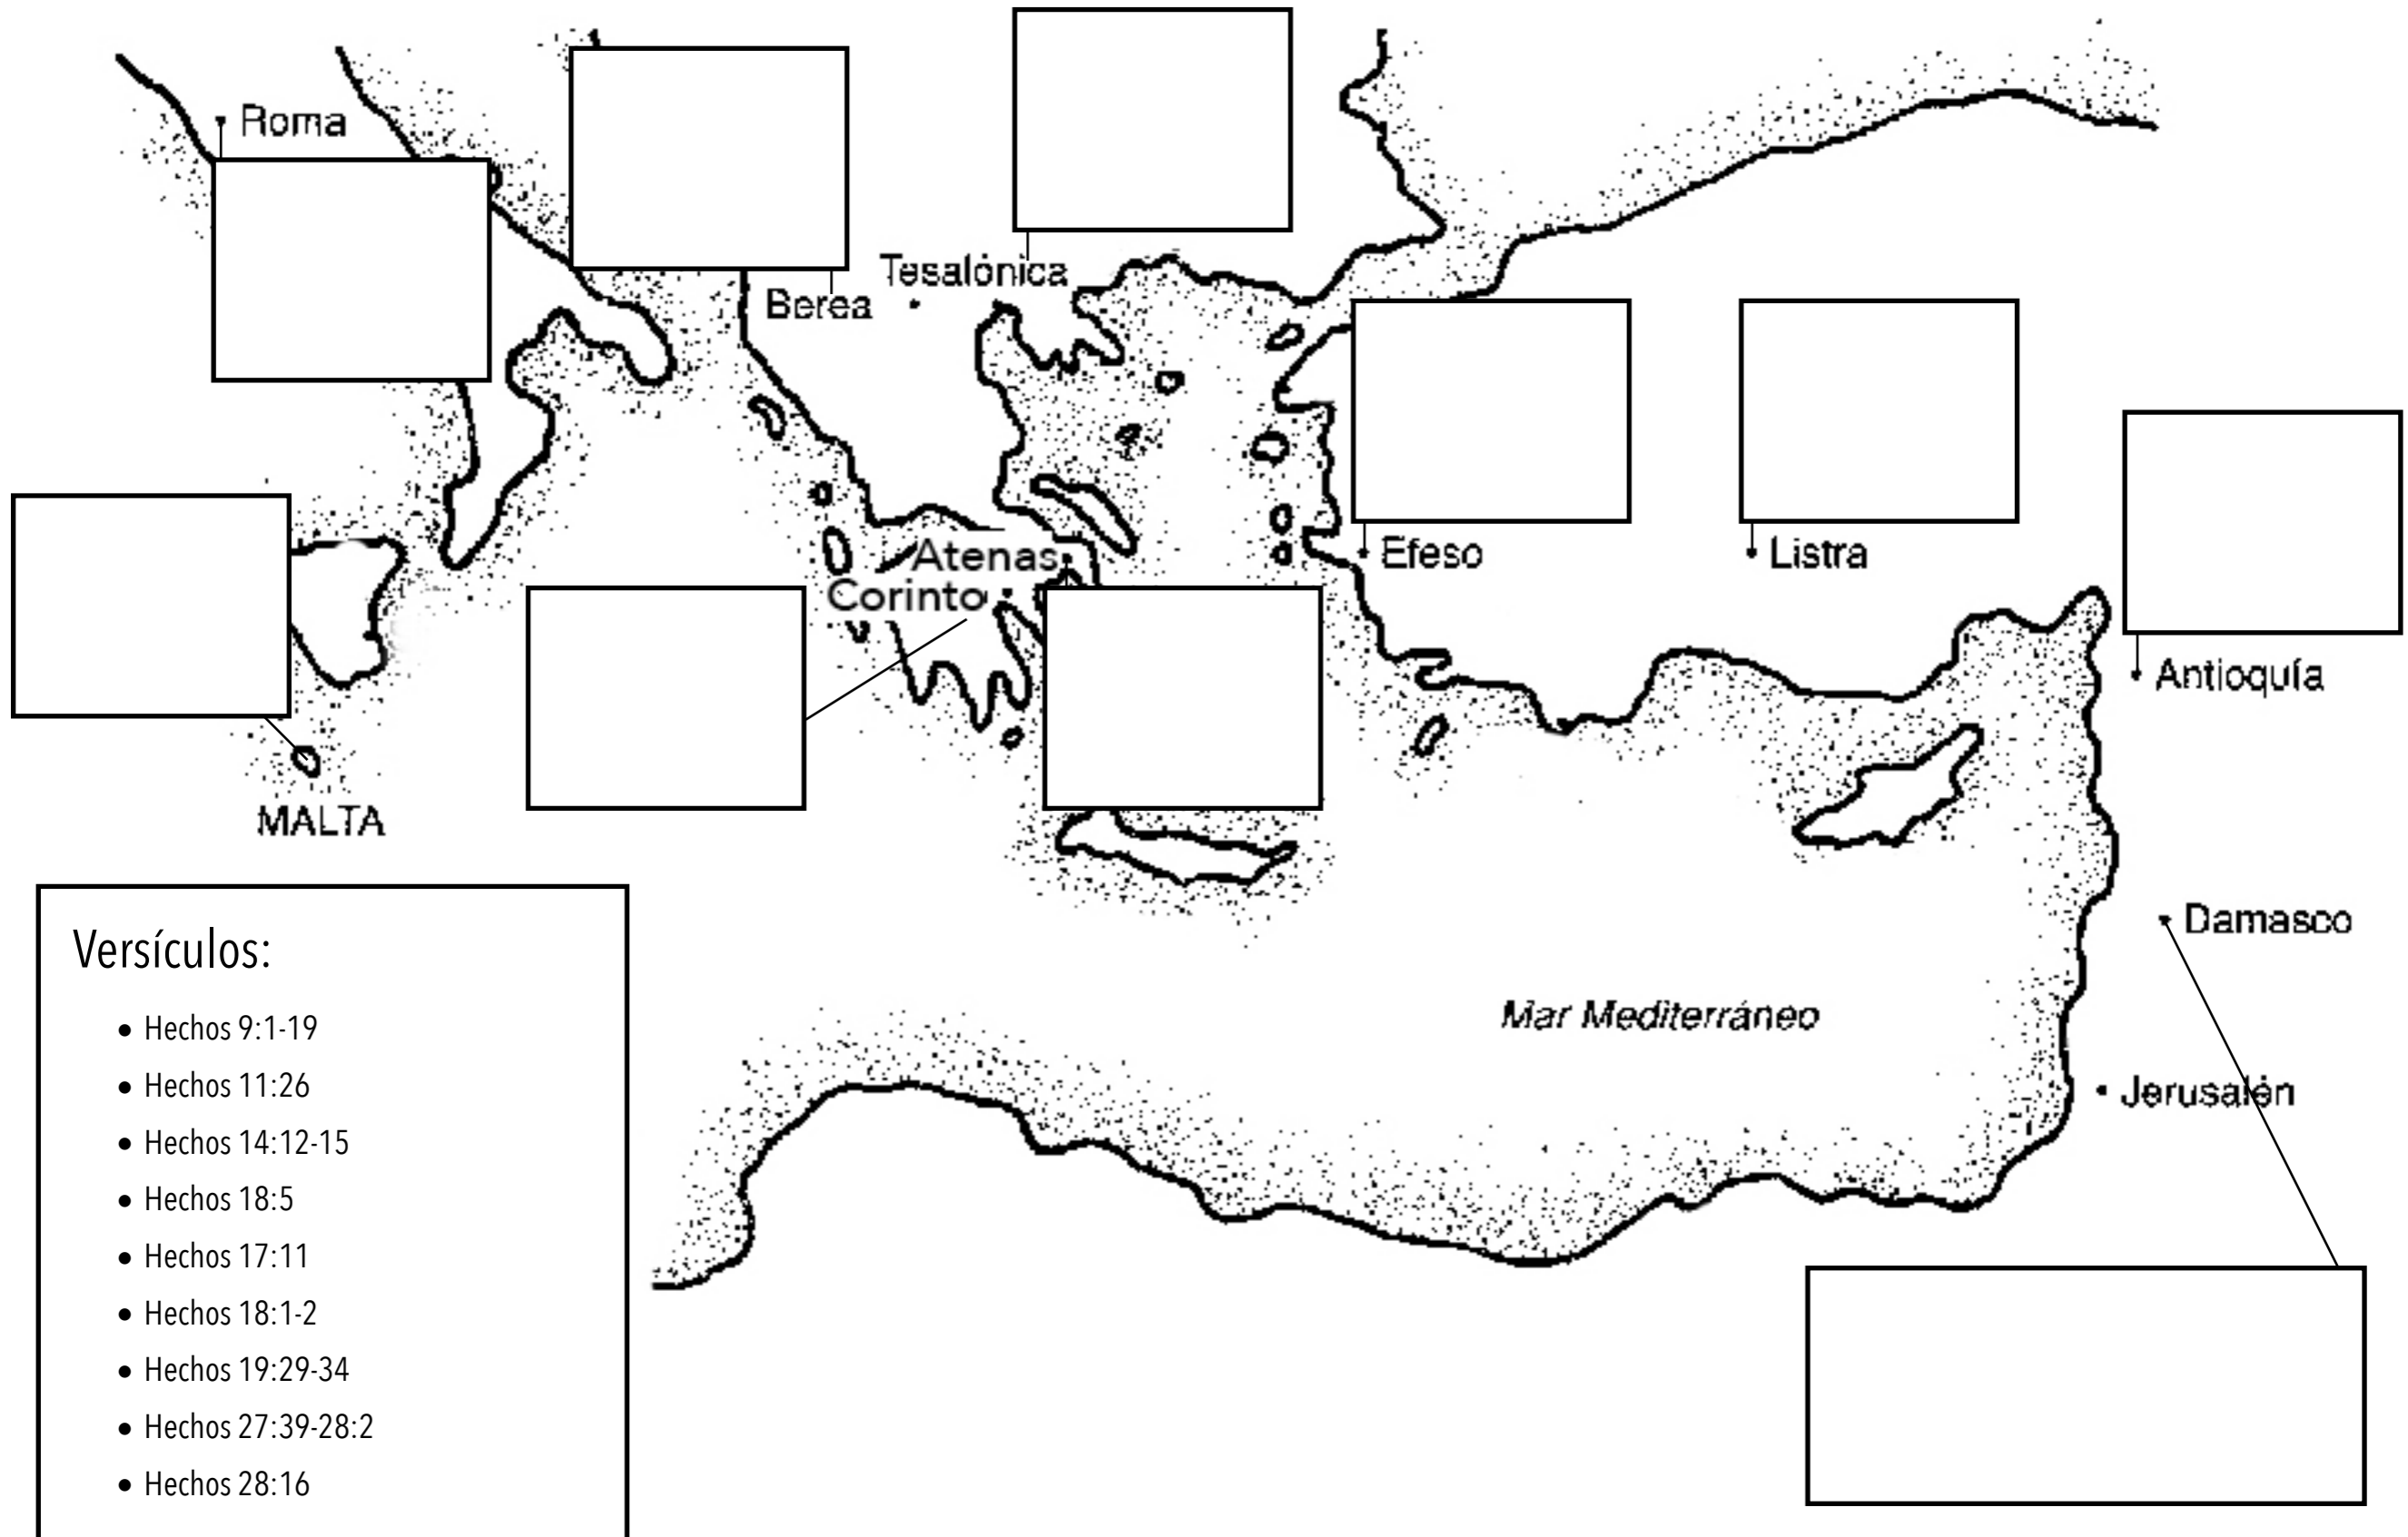 Roma
Tesalónica
Berea
Atenas
Corinto
Efeso
Listra
Antioquía
MALTA
Damasco
Mar Mediterráneo
Jerusalén
Versículos:
• Hechos 9:1-19
• Hechos 11:26
• Hechos 14:12-15
• Hechos 18:5
• Hechos 17:11
• Hechos 18:1-2
• Hechos 19:29-34
• Hechos 27:39-28:2
• Hechos 28:16